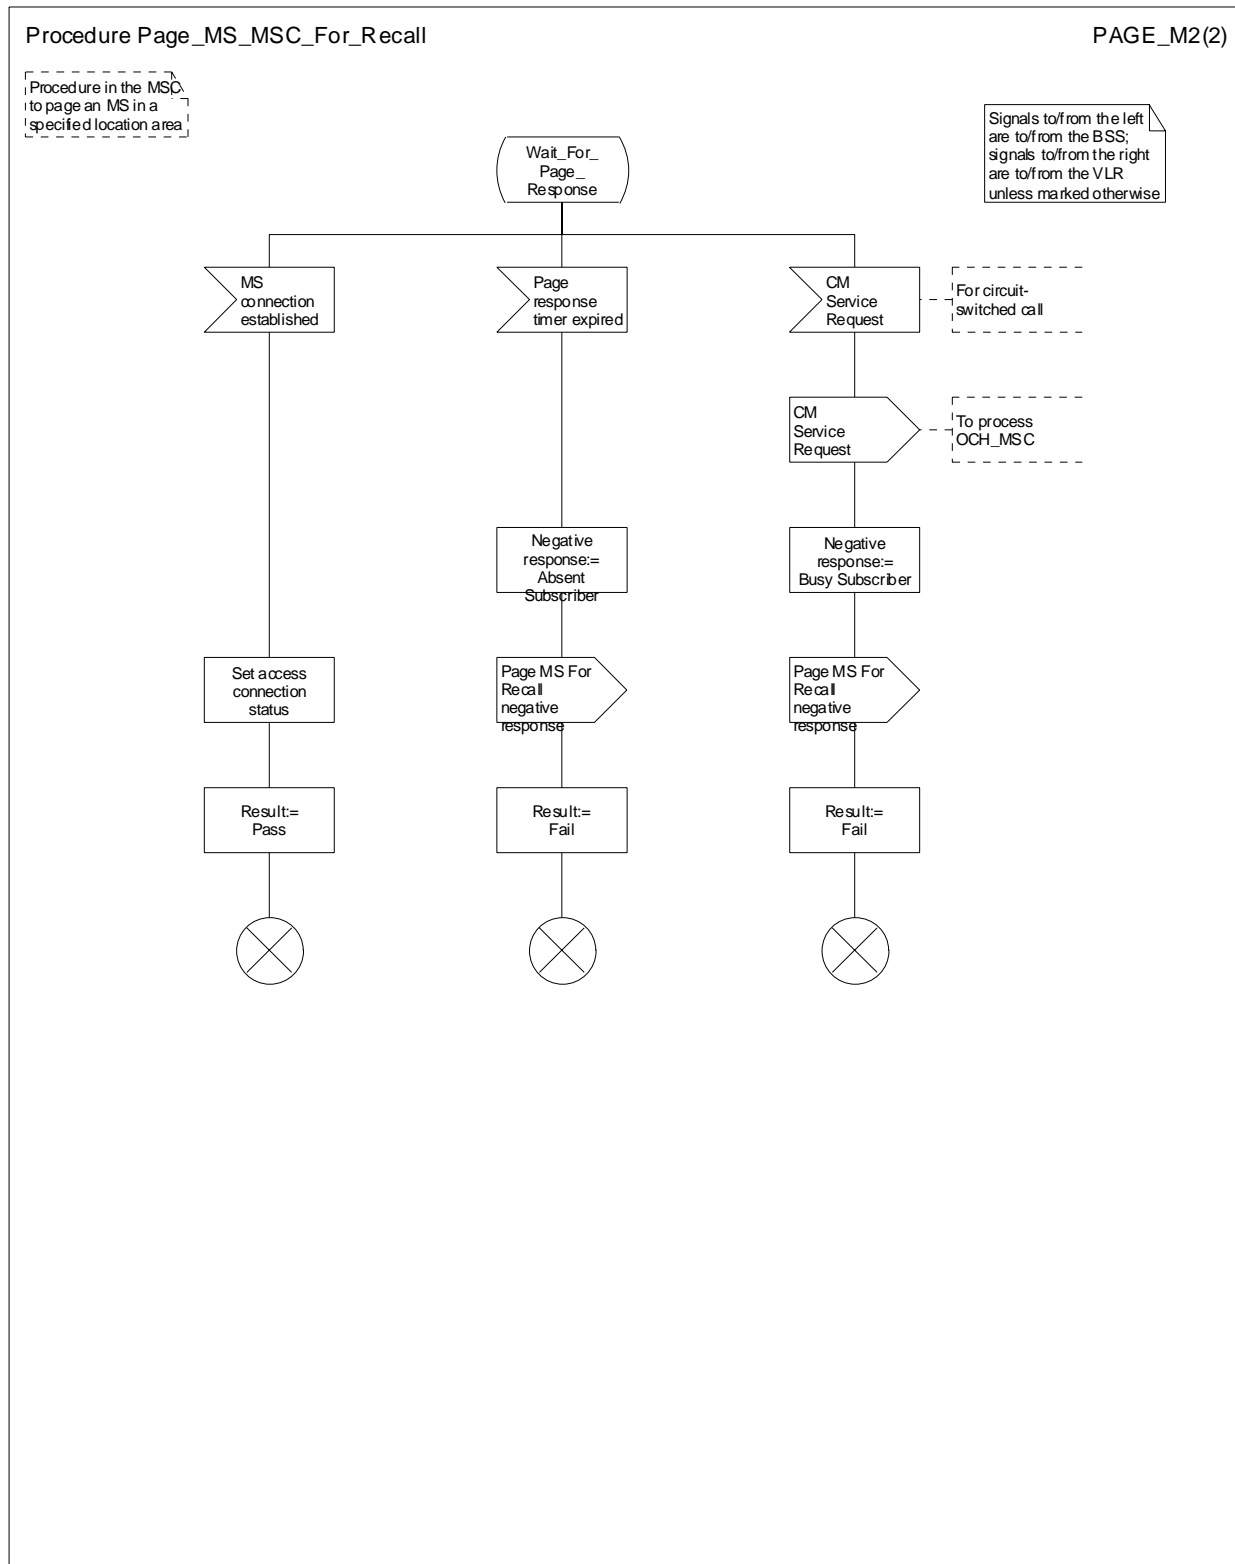 Procedure Page_MS_MSC_For_Recall
PAGE_M2(2)
Procedure in the MSC
to page an MS in a
specified location area
Signals to/from the left
are to/from the BSS;
signals to/from the right
are to/from the VLR
unless marked otherwise
Wait_For_
Page_
Response
MS
connection
established
Page
response
timer expired
CM
Service
Request
For circuit-
switched call
CM
Service
Request
To process
OCH_MSC
Negative
response:=
Absent
Subscriber
Negative
response:=
Busy Subscriber
Set access
connection
status
Page MS For
Recall
negative
response
Page MS For
Recall
negative
response
Result:=
Pass
Result:=
Fail
Result:=
Fail